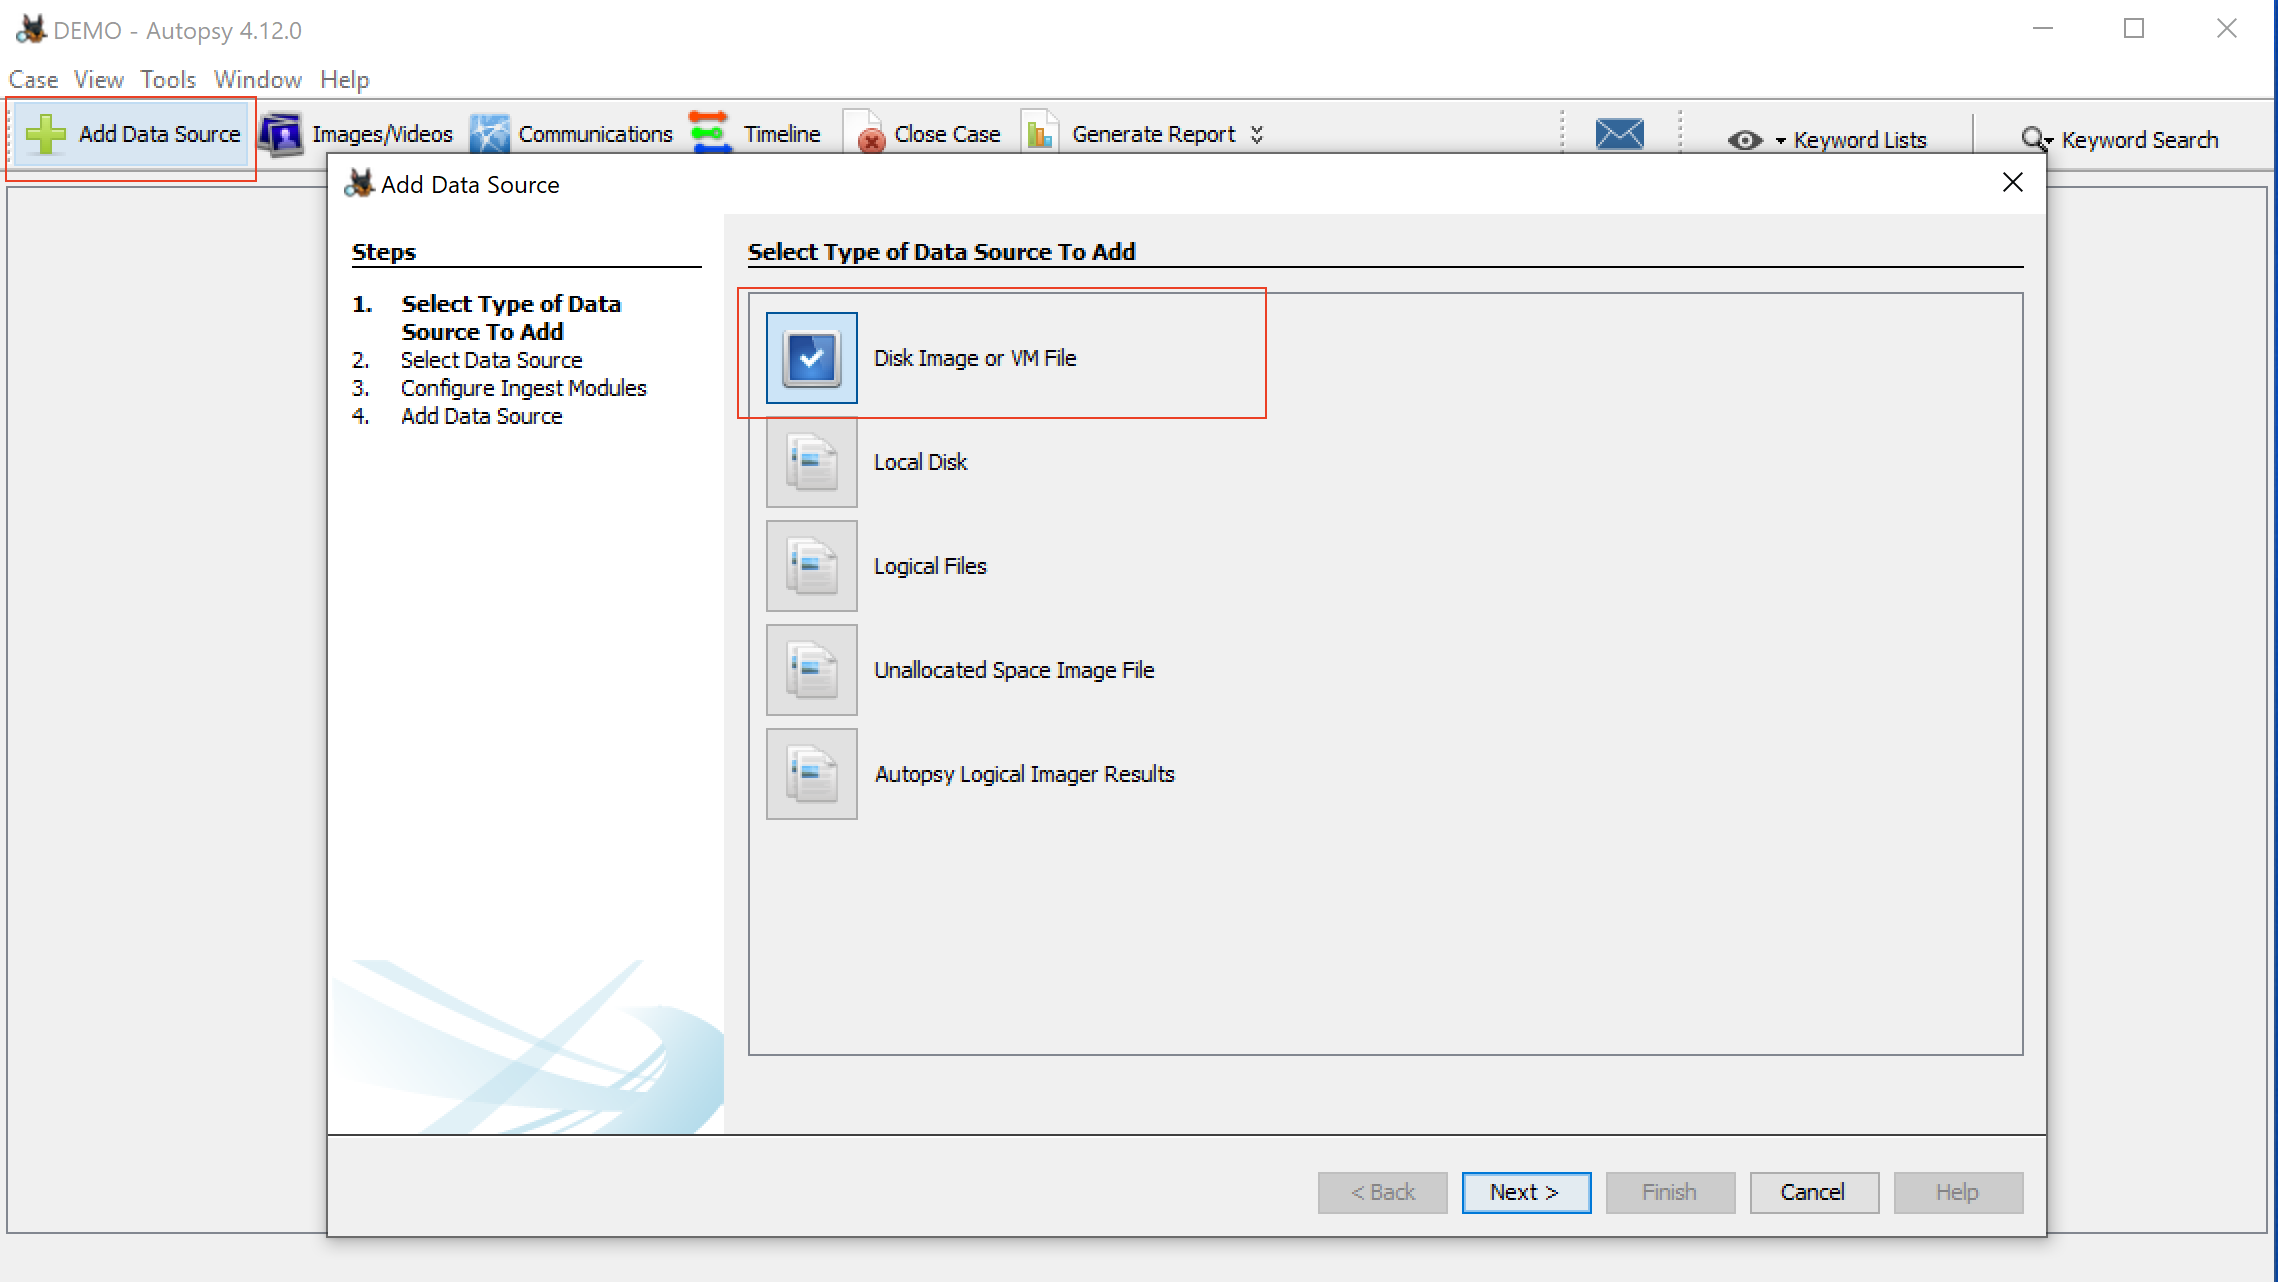 DEMO - Autopsy 4.12.0
Case View Tools Window Help
Add Data Source Images/Videos Communications Timeline Close Case Generate Report Keyword Lists Keyword Search
Add Data Source
Steps
1. Select Type of Data
Source To Add
2. Select Data Source
3. Configure Ingest Modules
4. Add Data Source
Select Type of Data Source To Add
Disk Image or VM File
Local Disk
Logical Files
Unallocated Space Image File
Autopsy Logical Imager Results
< Back Next > Finish Cancel Help